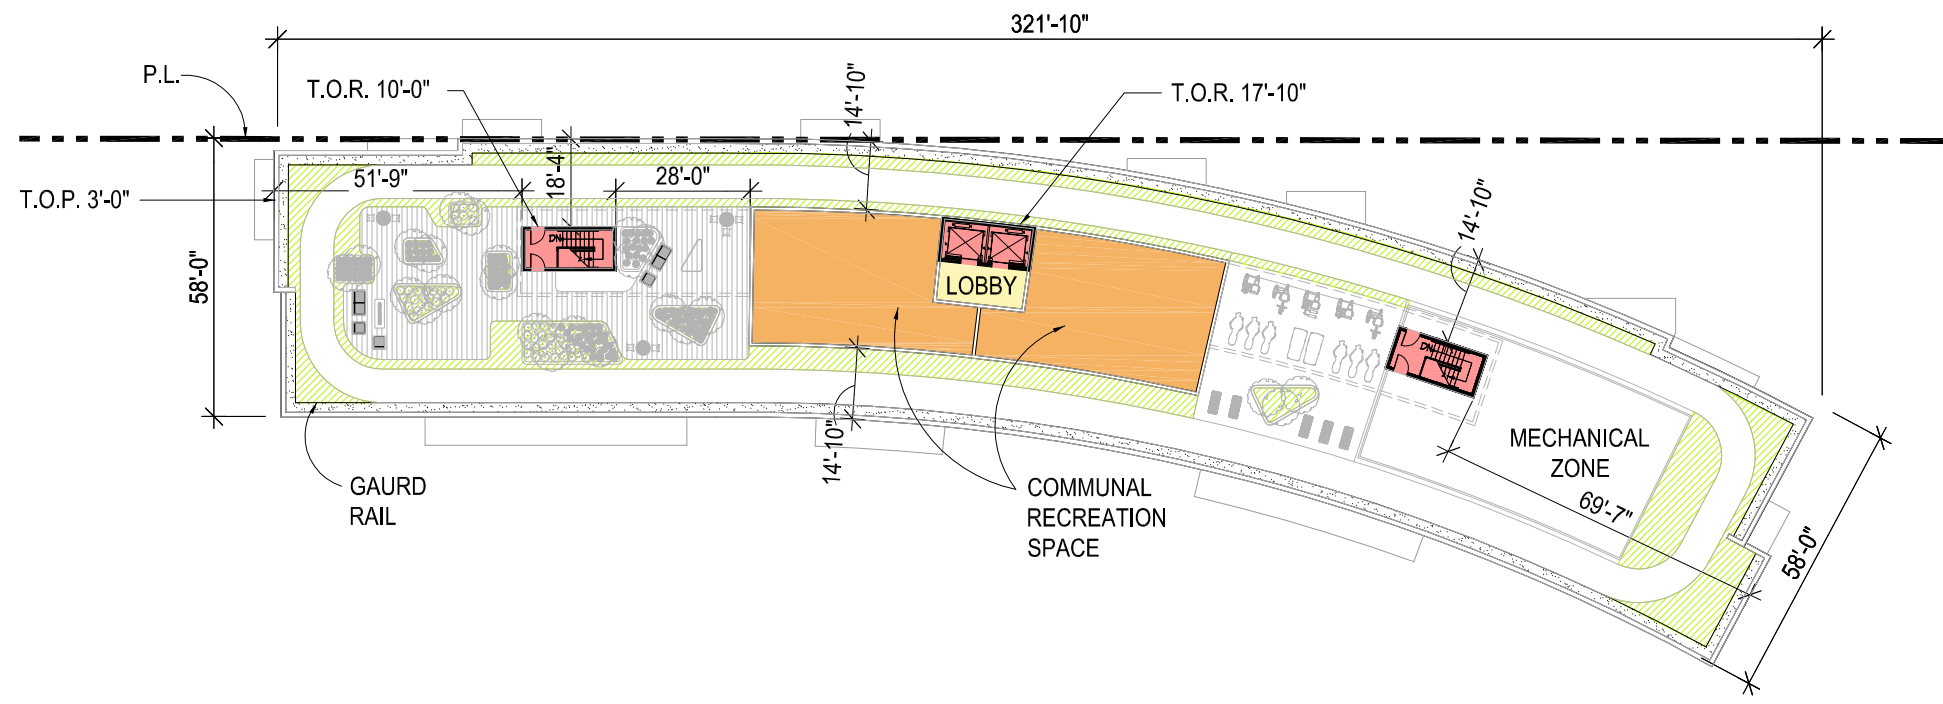 321'-10"
P.L.
T.O.R. 10'-0"
14'-10"
T.O.R. 17'-10"
T.O.P. 3'-0"
51'-9"
18'-4"
28'-0"
14'-10"
58'-0"
DN
LOBBY
DN
MECHANICAL
ZONE
14'-10"
GAURD
RAIL
COMMUNAL
RECREATION
SPACE
69'-7"
58'-0"